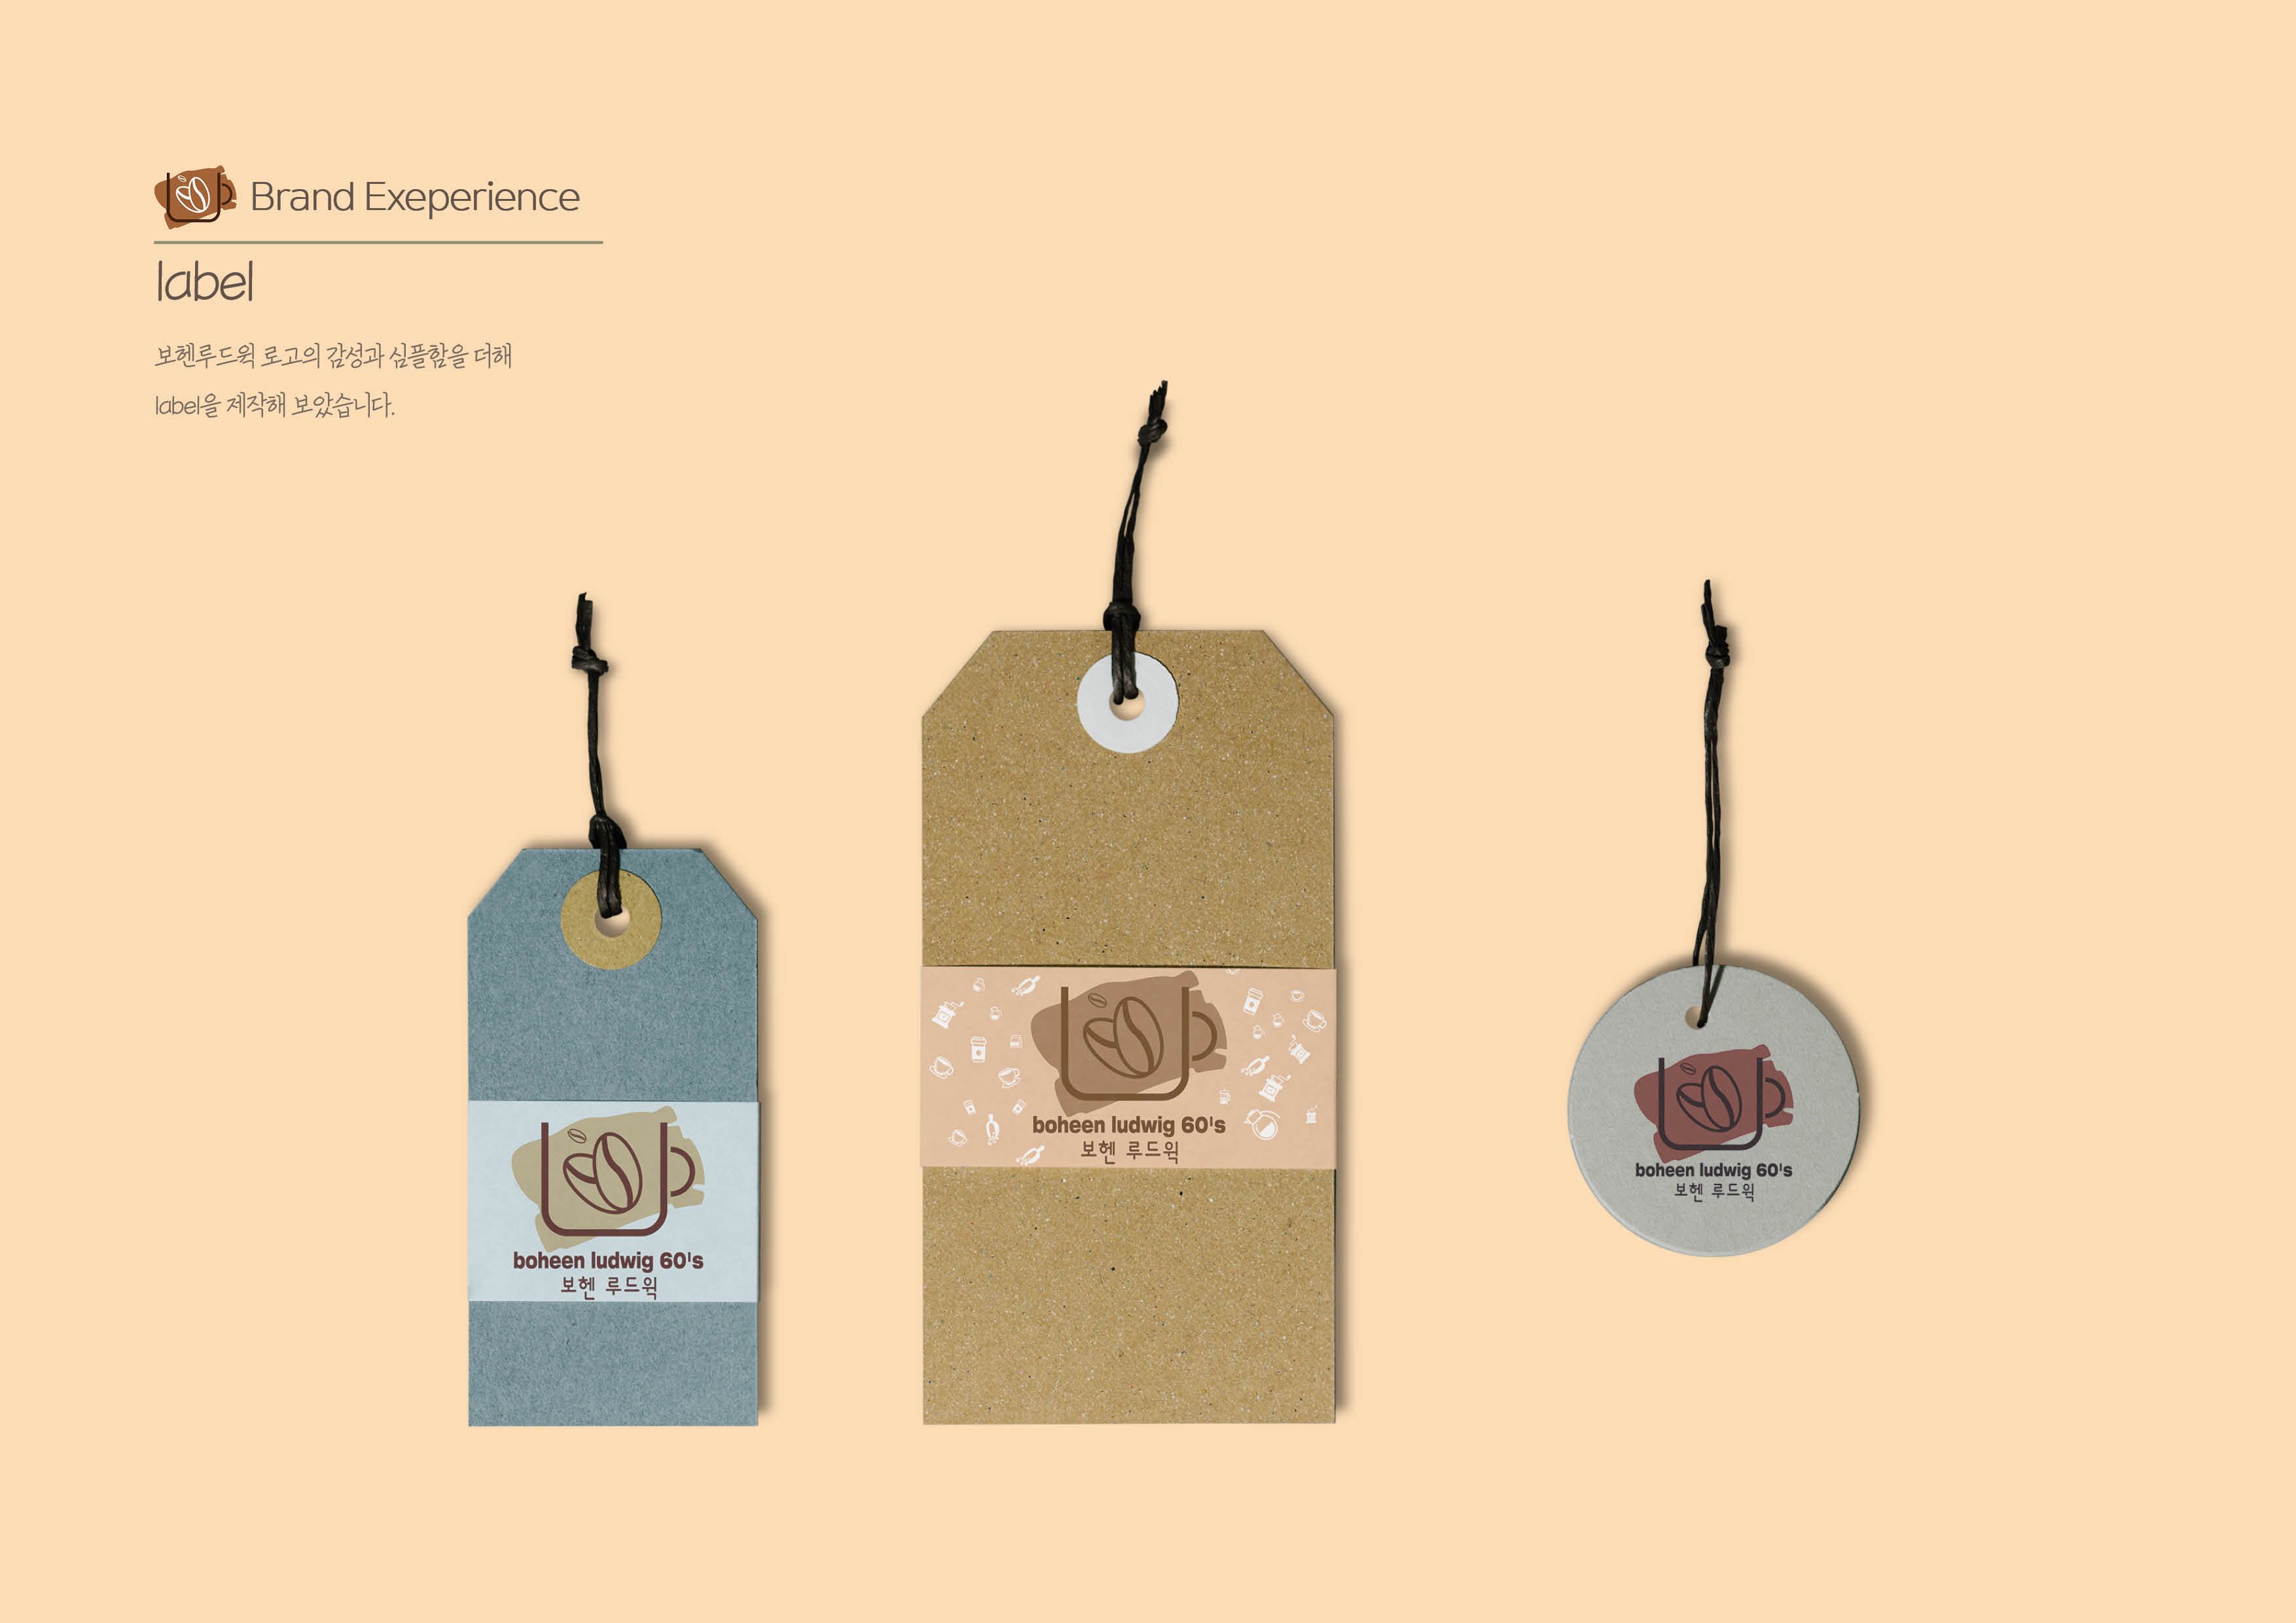 Brand Exeperience
label
보헨루드윅 로고의 감성과 심플함을 더해
label을 제작해 보았습니다.
boheen ludwig 60's
보헨 루드윅
boheen ludwig 60's
보헨 루드윅
boheen ludwig 60's
보헨 루드윅